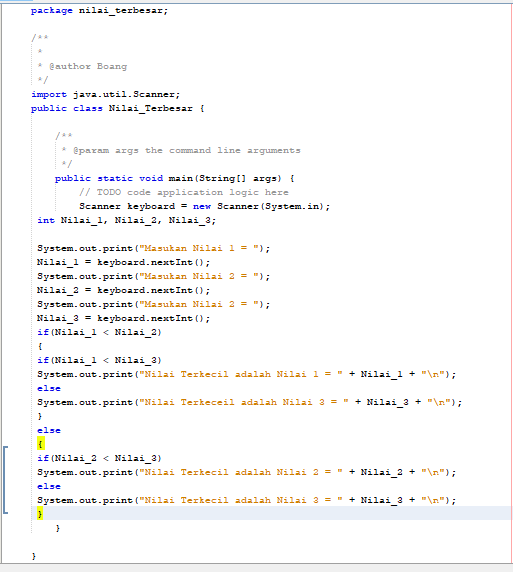 package nilai_terbesar;
/**
 *
 * @author Boang
 */
import java.util.Scanner;
public class Nilai_Terbesar {
/**
 * @param args the command line arguments
 */
public static void main(String[] args) {
// TODO code application logic here
Scanner keyboard = new Scanner(System.in);
int Nilai_1, Nilai_2, Nilai_3;
System.out.print("Masukan Nilai 1 = ");
Nilai_1 = keyboard.nextInt();
System.out.print("Masukan Nilai 2 = ");
Nilai_2 = keyboard.nextInt();
System.out.print("Masukan Nilai 2 = ");
Nilai_3 = keyboard.nextInt();
if(Nilai_1 < Nilai_2)
{
if(Nilai_1 < Nilai_3)
System.out.print("Nilai Terkecil adalah Nilai 1 = " + Nilai_1 + "\n");
else
System.out.print("Nilai Terkeceil adalah Nilai 3 = " + Nilai_3 + "\n");
}
else
{
if(Nilai_2 < Nilai_3)
System.out.print("Nilai Terkecil adalah Nilai 2 = " + Nilai_2 + "\n");
else
System.out.print("Nilai Terkecil adalah Nilai 3 = " + Nilai_3 + "\n");
}
}
}